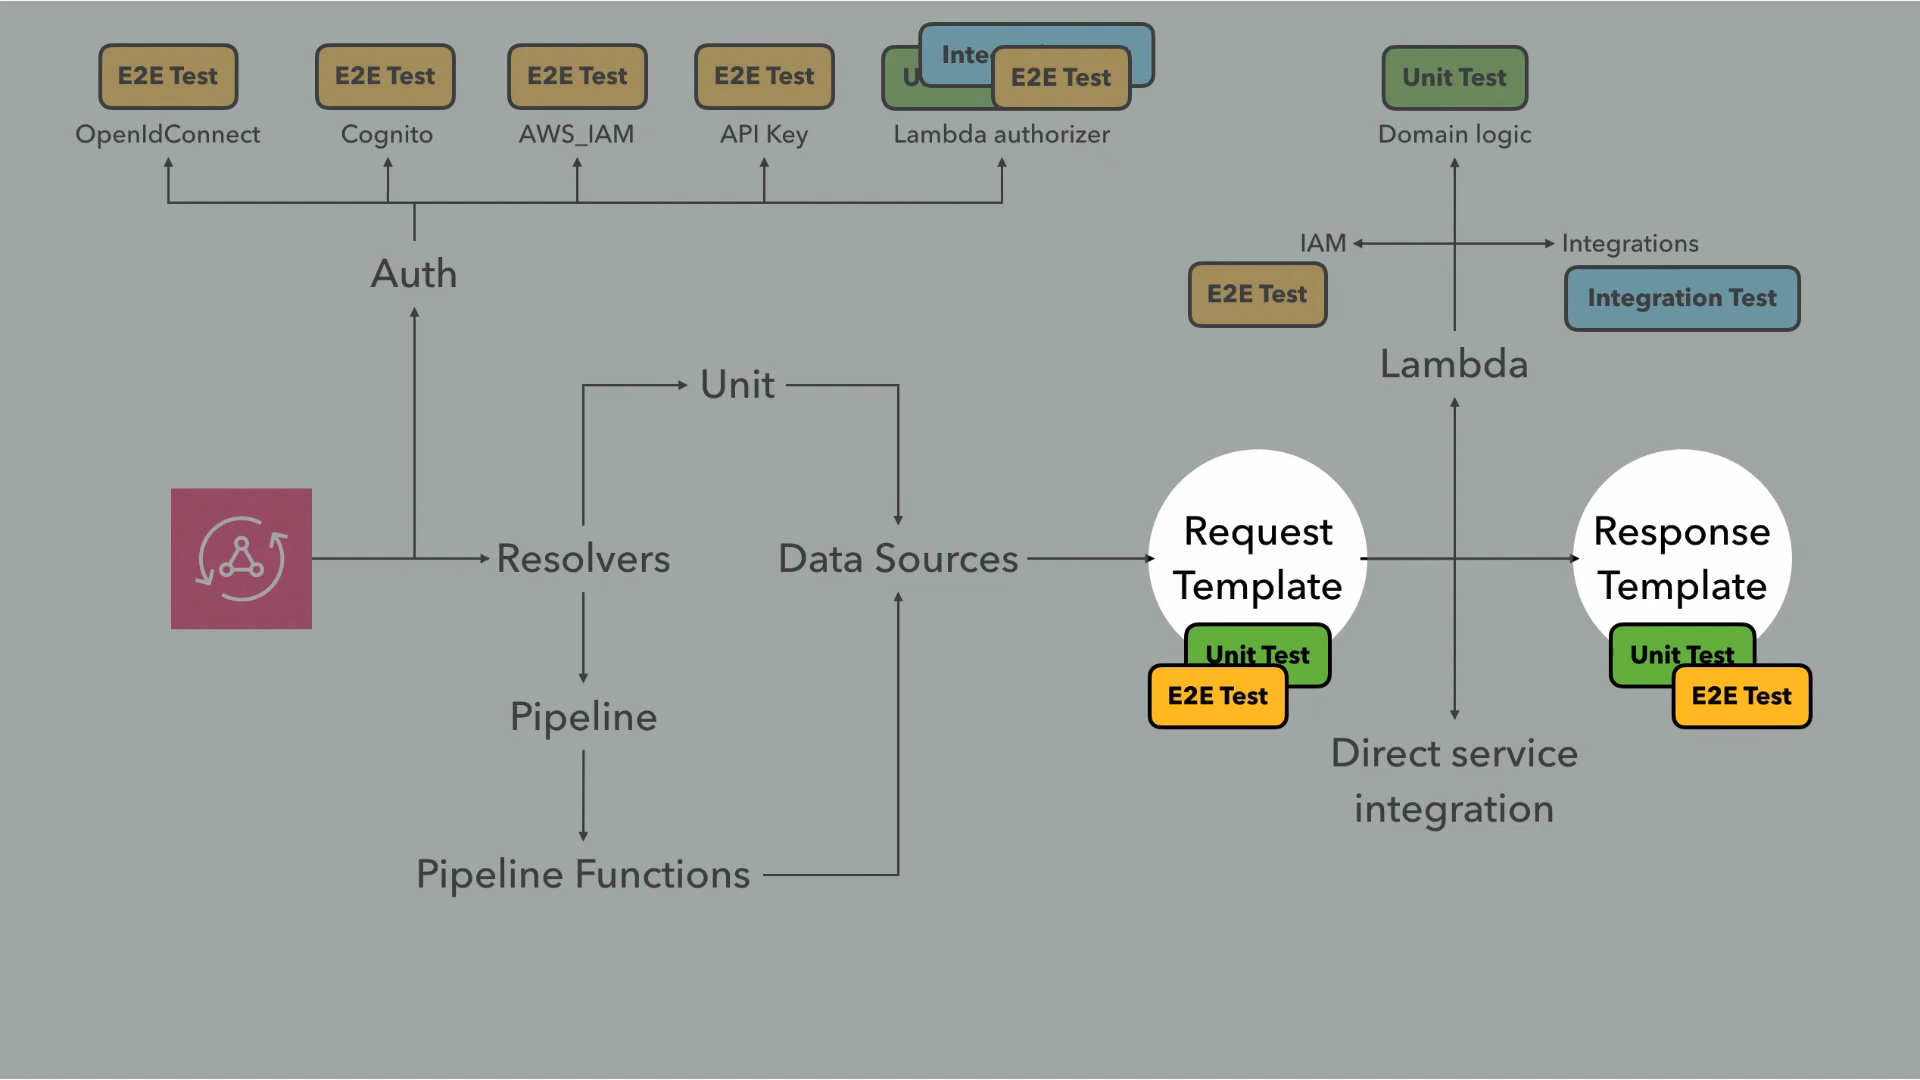 E2E Test
OpenIdConnect
E2E Test
Cognito
E2E Test
AWS_IAM
E2E Test
API Key
E2E Test
Lambda authorizer
Unit Test
Domain logic
IAM
E2E Test
Integrations
Integration Test
Lambda
Auth
Unit
Resolvers
Data Sources
Request
Template
Unit Test
E2E Test
Response
Template
Unit Test
E2E Test
Pipeline
Direct service
integration
Pipeline Functions